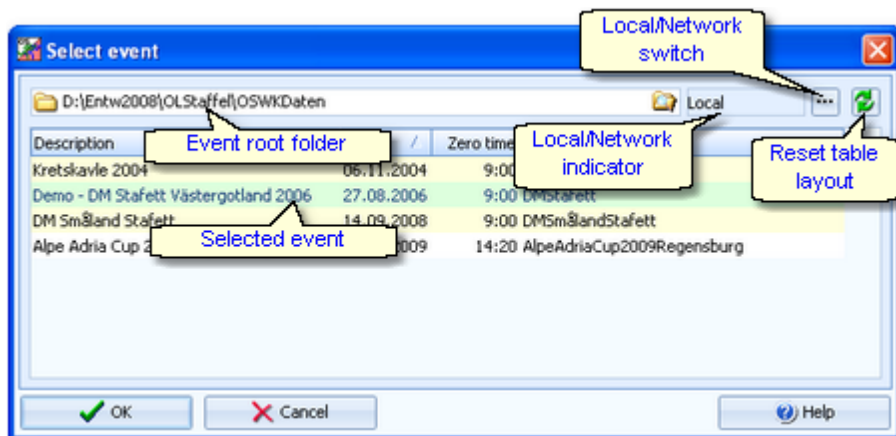 Select event
Local/Network
switch
D:\Entw2008\OLStaffel\OSWKDaten
Local
Event root folder
Local/Network
indicator
Reset table
layout
Description
Zero time
Kretskavle 2004 06.11.2004 9:00
Demo - DM Stafett Västergotland 2006 27.08.2006 9:00 DMStafett
DM Småland Stafett 14.09.2008 9:00 DMSmålandStafett
Selected event
Alpe Adria Cup 2 009 14:20 AlpeAdriaCup2009Regensburg
OK
Cancel
Help